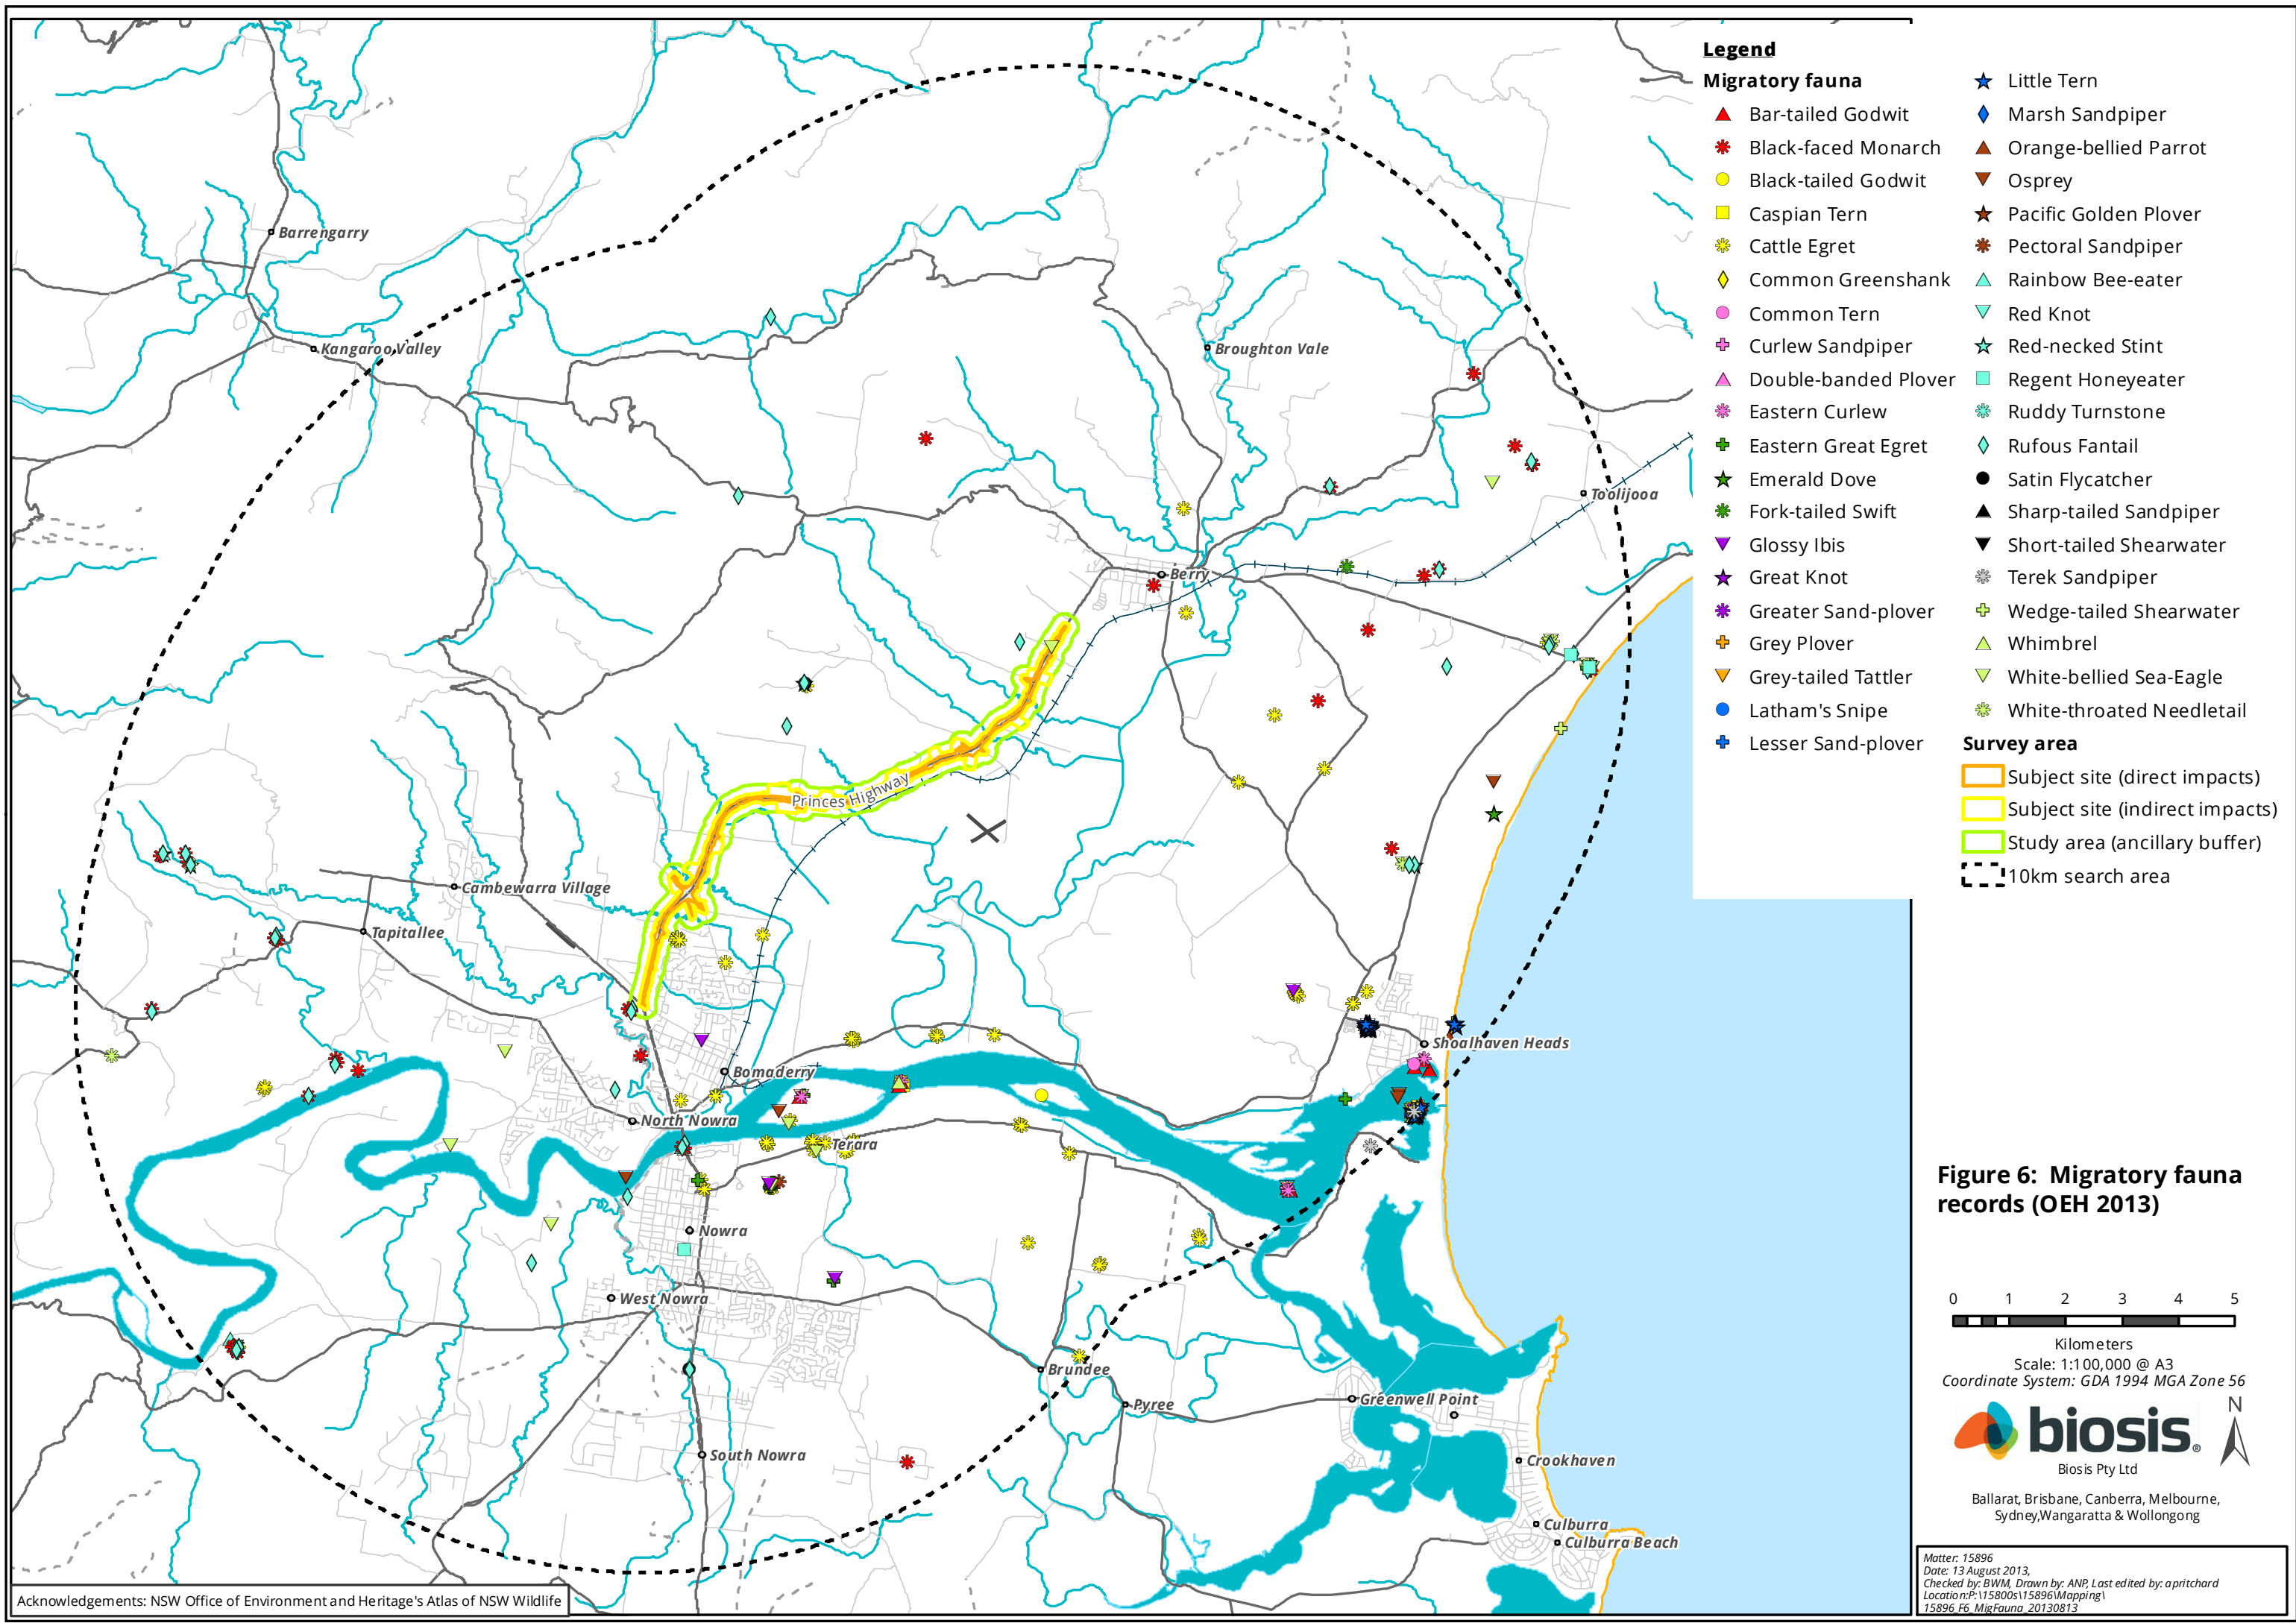 Legend
Migratory fauna
Bar-tailed Godwit
Black-faced Monarch
Black-tailed Godwit
Caspian Tern
Cattle Egret
Common Greenshank
Common Tern
Curlew Sandpiper
Double-banded Plover
Eastern Curlew
Eastern Great Egret
Emerald Dove
Fork-tailed Swift
Glossy Ibis
Great Knot
Greater Sand-plover
Grey Plover
Grey-tailed Tattler
Latham's Snipe
Lesser Sand-plover
Little Tern
Marsh Sandpiper
Orange-bellied Parrot
Osprey
Pacific Golden Plover
Pectoral Sandpiper
Rainbow Bee-eater
Red Knot
Red-necked Stint
Regent Honeyeater
Ruddy Turnstone
Rufous Fantail
Satin Flycatcher
Sharp-tailed Sandpiper
Short-tailed Shearwater
Terek Sandpiper
Wedge-tailed Shearwater
Whimbrel
White-bellied Sea-Eagle
White-throated Needletail
Survey area
Subject site (direct impacts)
Subject site (indirect impacts)
Study area (ancillary buffer)
10km search area
Barrengarry
Kangaroo Valley
Broughton Vale
Toolijooa
Berry
Princes Highway
Cambewarra Village
Tapitallee
Shoalhaven Heads
Bomaderry
North Nowra
Terara
Nowra
West Nowra
Brundee
Pyree
Greenwell Point
South Nowra
Crookhaven
Culburra
Culburra Beach
Figure 6: Migratory fauna
records (OEH 2013)
0 1 2 3 4 5
Kilometers
Scale: 1:100,000 @ A3
Coordinate System: GDA 1994 MGA Zone 56
N
biosis®
Biosis Pty Ltd
Ballarat, Brisbane, Canberra, Melbourne,
Sydney,Wangaratta & Wollongong
Matter: 15896
Date: 13 August 2013,
Checked by: BWM, Drawn by: ANP, Last edited by: apritchard
Location:P:\15800s\15896\Mapping\
15896_F6_MigFauna_20130813
Acknowledgements: NSW Office of Environment and Heritage's Atlas of NSW Wildlife